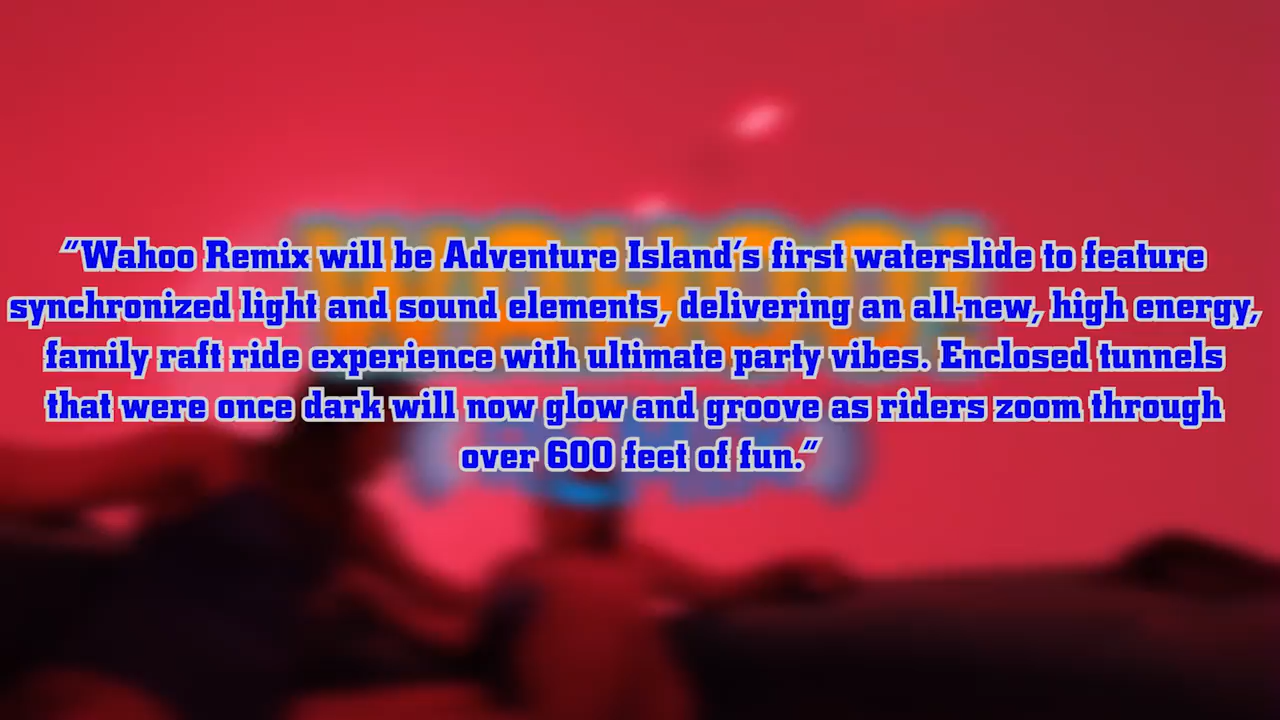 “Wahoo Remix will be Adventure Island’s first waterslide to feature
synchronized light and sound elements, delivering an all-new, high energy,
family raft ride experience with ultimate party vibes. Enclosed tunnels
that were once dark will now glow and groove as riders zoom through
over 600 feet of fun.”